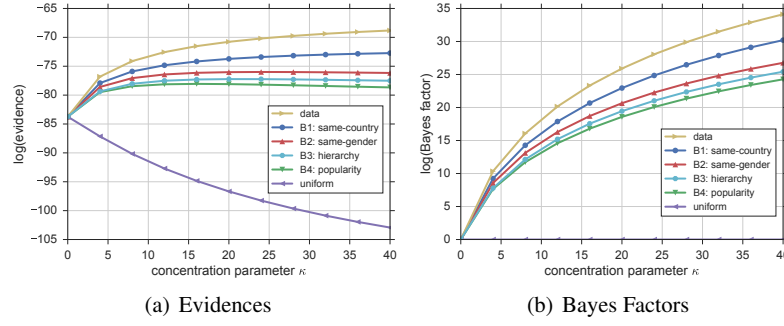 −65
−70
−75
−80
−85
−90
−95
−100
−105
log(evidence)
data
B1: same-country
B2: same-gender
B3: hierarchy
B4: popularity
uniform
0 5 10 15 20 25 30 35 40
concentration parameter κ
(a) Evidences
35
30
25
20
15
10
5
0
log(Bayes factor)
data
B1: same-country
B2: same-gender
B3: hierarchy
B4: popularity
uniform
0 5 10 15 20 25 30 35 40
concentration parameter κ
(b) Bayes Factors